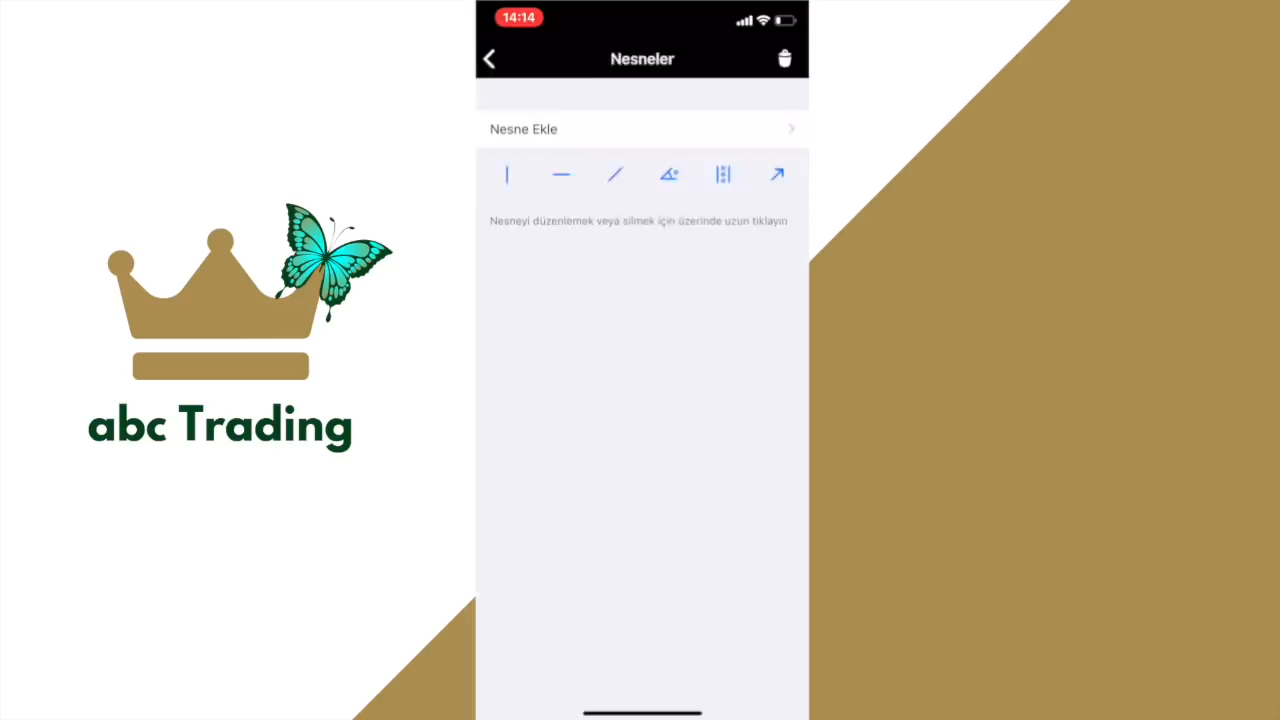 14:14
Nesneler
Nesne Ekle
Nesneyi düzenlemek veya silmek için üzerinde uzun tıklayın
abc Trading